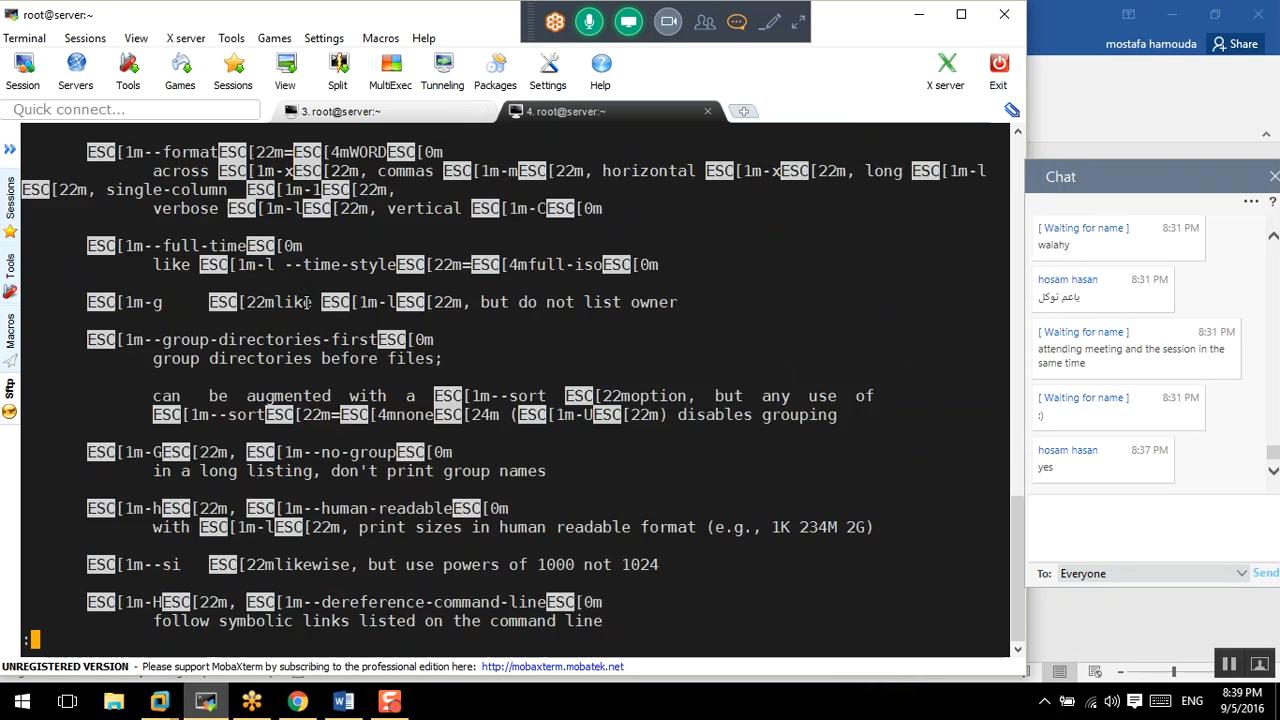 root@server:~
Terminal Sessions View X server Tools Games Settings Macros Help
mostafa hamouda Share
Session Servers Tools Games Sessions View Split MultiExec Tunneling Packages Settings Help X server Exit
Quick connect...
3. root@server:~
4. root@server:~
Sessions
Tools
Macros
Sftp
ESC[1m--formatESC[22m=ESC[4mWORDESC[0m
across ESC[1m-xESC[22m, commas ESC[1m-mESC[22m, horizontal ESC[1m-xESC[22m, long ESC[1m-l
ESC[22m, single-column ESC[1m-1ESC[22m,
verbose ESC[1m-lESC[22m, vertical ESC[1m-CESC[0m
ESC[1m--full-timeESC[0m
like ESC[1m-l --time-styleESC[22m=ESC[4mfull-isoESC[0m
ESC[1m-g ESC[22mlike ESC[1m-lESC[22m, but do not list owner
ESC[1m--group-directories-firstESC[0m
group directories before files;
can be augmented with a ESC[1m--sort ESC[22moption, but any use of
ESC[1m--sortESC[22m=ESC[4mnoneESC[24m (ESC[1m-UESC[22m) disables grouping
ESC[1m-GESC[22m, ESC[1m--no-groupESC[0m
in a long listing, don't print group names
ESC[1m-hESC[22m, ESC[1m--human-readableESC[0m
with ESC[1m-lESC[22m, print sizes in human readable format (e.g., 1K 234M 2G)
ESC[1m--si ESC[22mlikewise, but use powers of 1000 not 1024
ESC[1m-HESC[22m, ESC[1m--dereference-command-lineESC[0m
follow symbolic links listed on the command line
:
UNREGISTERED VERSION - Please support MobaXterm by subscribing to the professional edition here: http://mobaxterm.mobatek.net
Chat
[ Waiting for name ] 8:31 PM
walahy
hosam hasan 8:31 PM
ياعم توكل
[ Waiting for name ] 8:31 PM
attending meeting and the session in the
same time
[ Waiting for name ] 8:31 PM
:)
hosam hasan 8:37 PM
yes
To: Everyone Send
ENG
8:39 PM
9/5/2016